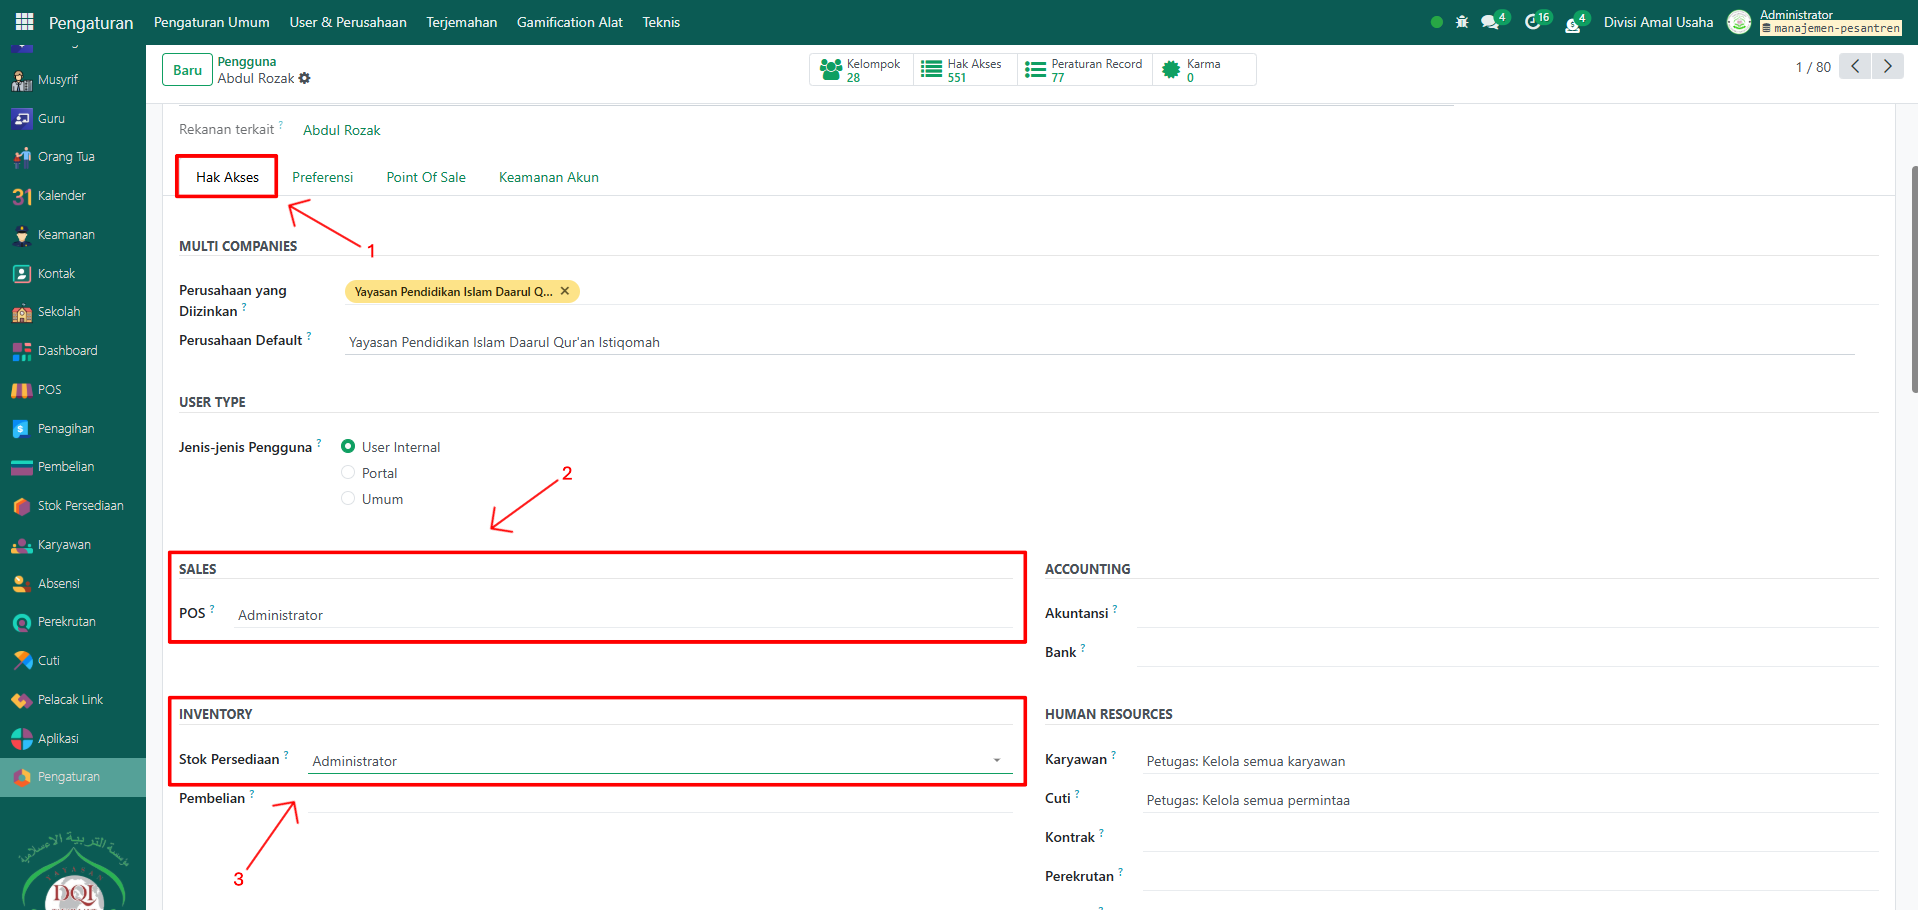 Pengaturan
Pengaturan Umum
User & Perusahaan
Terjemahan
Gamification Alat
Teknis
4
16
4
Divisi Amal Usaha
Administrator
manajemen-pesantren
Musyrif
Guru
Orang Tua
31 Kalender
Keamanan
Kontak
Sekolah
Dashboard
POS
Penagihan
Pembelian
Stok Persediaan
Karyawan
Absensi
Perekrutan
Cuti
Pelacak Link
Aplikasi
Pengaturan
مؤسسة التربية الإسلامية
YAYASAN
DQI
Baru
Pengguna
Abdul Rozak
Kelompok
28
Hak Akses
551
Peraturan Record
77
Karma
0
1 / 80
Rekanan terkait ?
Abdul Rozak
Hak Akses
Preferensi
Point Of Sale
Keamanan Akun
1
MULTI COMPANIES
Perusahaan yang
Diizinkan ?
Yayasan Pendidikan Islam Daarul Q... ✕
Perusahaan Default ?
Yayasan Pendidikan Islam Daarul Qur'an Istiqomah
USER TYPE
Jenis-jenis Pengguna ?
User Internal
Portal
Umum
2
SALES
POS ?
Administrator
ACCOUNTING
Akuntansi ?
Bank ?
INVENTORY
Stok Persediaan ?
Administrator
Pembelian ?
3
HUMAN RESOURCES
Karyawan ?
Petugas: Kelola semua karyawan
Cuti ?
Petugas: Kelola semua permintaa
Kontrak ?
Perekrutan ?
?